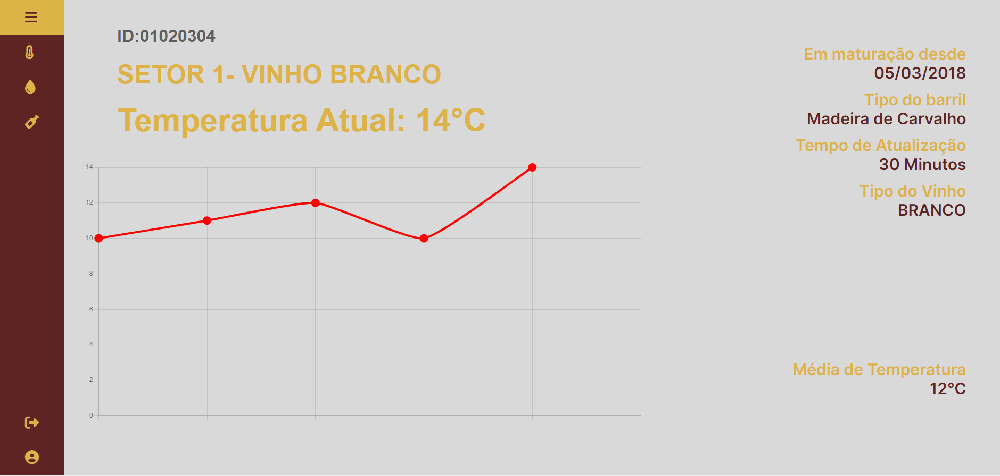 ID:01020304
SETOR 1- VINHO BRANCO
Temperatura Atual: 14°C
14
12
10
8
6
4
2
0
Em maturação desde
05/03/2018
Tipo do barril
Madeira de Carvalho
Tempo de Atualização
30 Minutos
Tipo do Vinho
BRANCO
Média de Temperatura
12°C